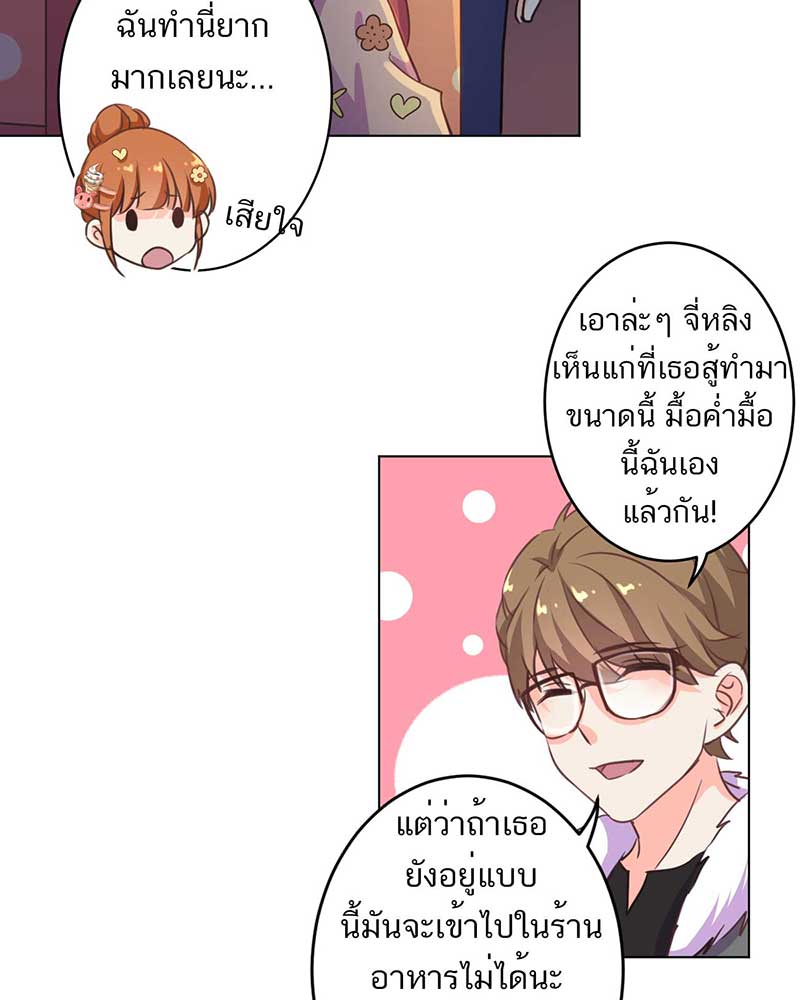 ฉันทำนี่ยาก
มากเลยนะ...
เสียใจ
เอาล่ะๆ จี่หลิง
เห็นแก่ที่เธอสู้ทำมา
ขนาดนี้ มื้อค่ำมื้อ
นี้ฉันเอง
แล้วกัน!
แต่ว่าถ้าเธอ
ยังอยู่แบบ
นี้มันจะเข้าไปในร้าน
อาหารไม่ได้นะ